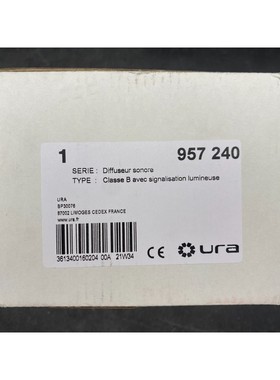 1 957 240
SERIE : Diffuseur sonore
TYPE : Classe B avec signalisation lumineuse
URA
BP30076
87002 LIMOGES CEDEX FRANCE
www.ura.fr
3613400160204 00A 21W34 CE ura